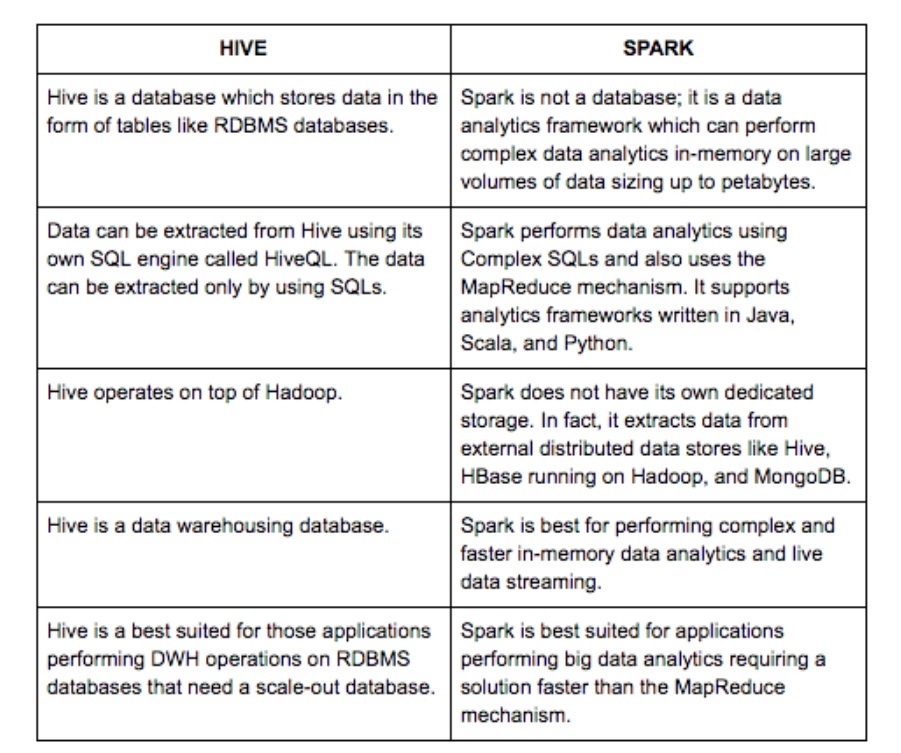 HIVE
SPARK
Hive is a database which stores data in the
form of tables like RDBMS databases.
Spark is not a database; it is a data
analytics framework which can perform
complex data analytics in-memory on large
volumes of data sizing up to petabytes.
Data can be extracted from Hive using its
own SQL engine called HiveQL. The data
can be extracted only by using SQLs.
Spark performs data analytics using
Complex SQLs and also uses the
MapReduce mechanism. It supports
analytics frameworks written in Java,
Scala, and Python.
Hive operates on top of Hadoop.
Spark does not have its own dedicated
storage. In fact, it extracts data from
external distributed data stores like Hive,
HBase running on Hadoop, and MongoDB.
Hive is a data warehousing database.
Spark is best for performing complex and
faster in-memory data analytics and live
data streaming.
Hive is a best suited for those applications
performing DWH operations on RDBMS
databases that need a scale-out database.
Spark is best suited for applications
performing big data analytics requiring a
solution faster than the MapReduce
mechanism.